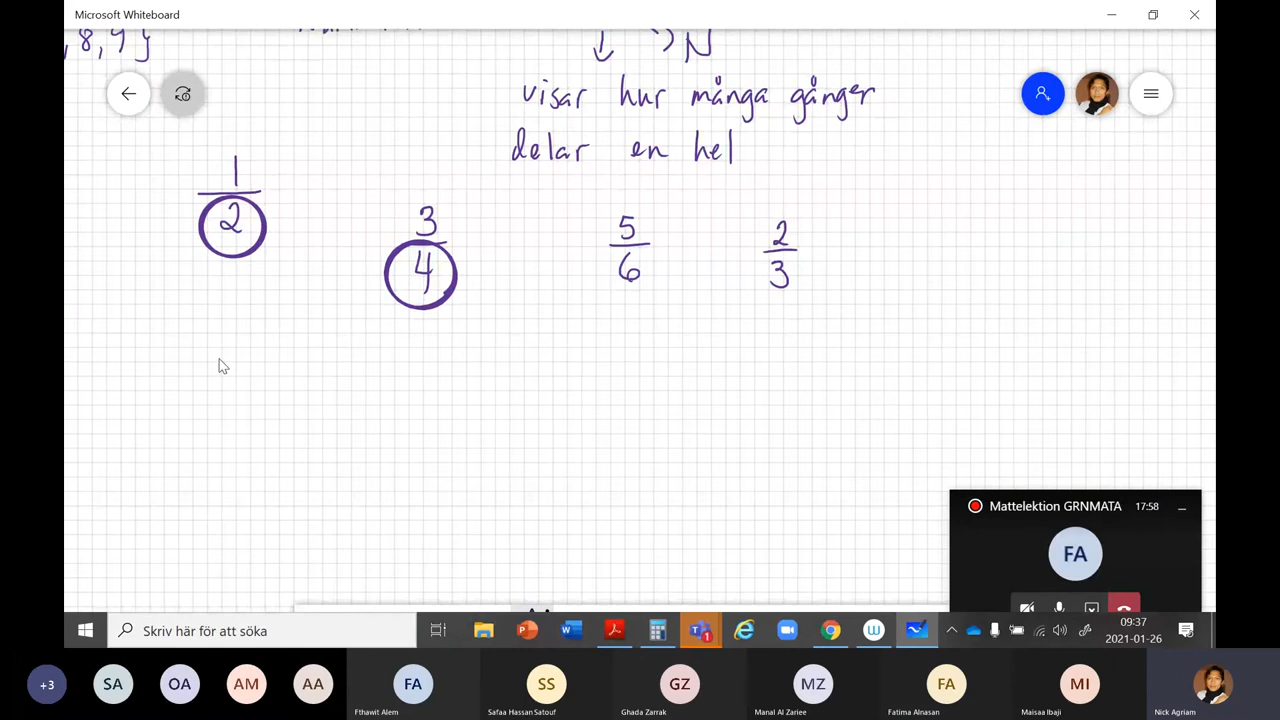 Microsoft Whiteboard
,8,9}
N
visar hur många gånger
delar en hel
1
2
3
4
5
6
2
3
Mattelektion GRNMATA 17:58
FA
Skriv här för att söka
1
09:37
2021-01-26
+3
SA
OA
AM
AA
FA
SS
GZ
MZ
FA
MI
Fthawit Alem
Safaa Hassan Satouf
Ghada Zarrak
Manal Al Zariee
Fatima Alnasan
Maisaa Ibaji
Nick Agriam